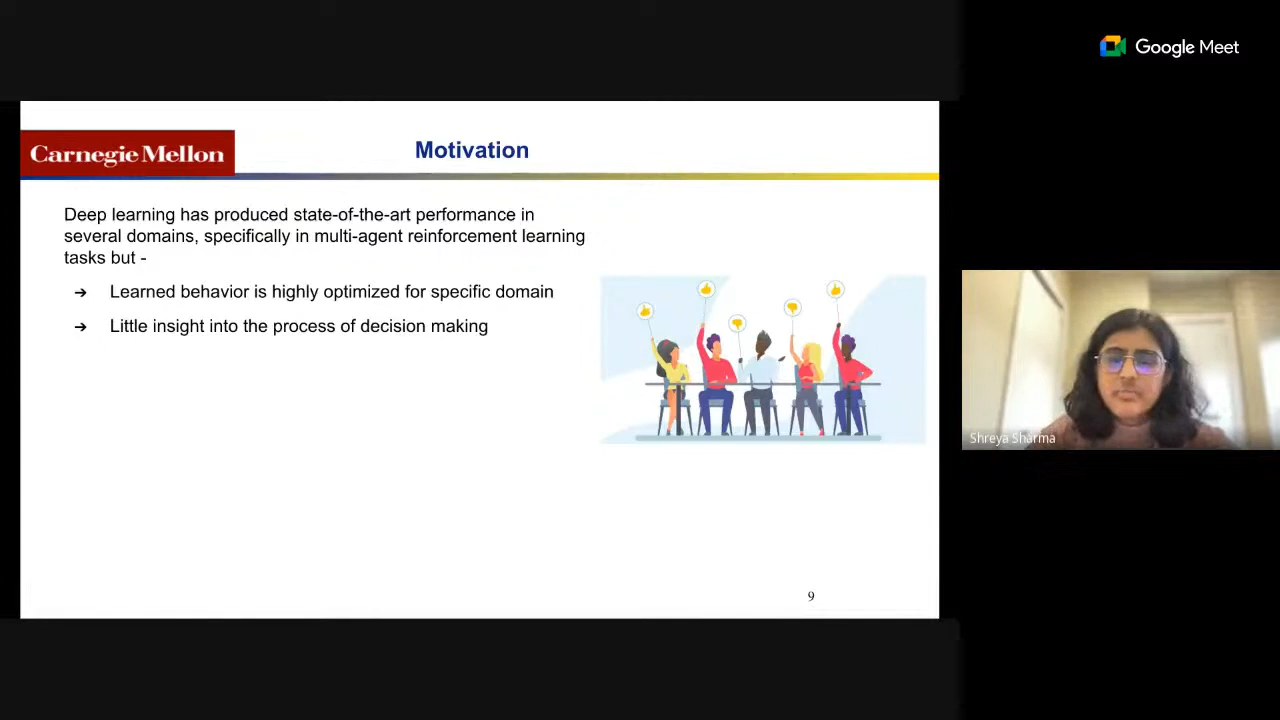 Google Meet
Carnegie Mellon
Motivation
Deep learning has produced state-of-the-art performance in
several domains, specifically in multi-agent reinforcement learning
tasks but -
➔ Learned behavior is highly optimized for specific domain
➔ Little insight into the process of decision making
Shreya Sharma
9